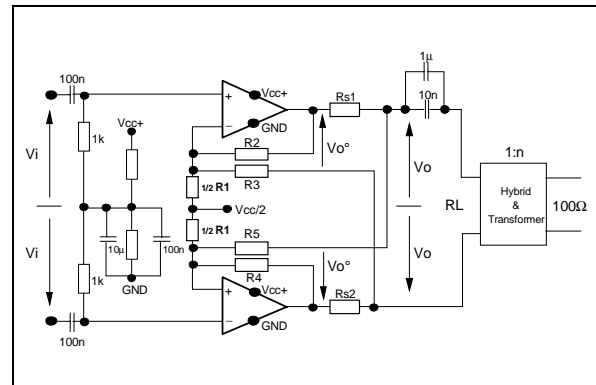 1µ
100n
Vcc+
Rs1
10n
+
−
GND
Vcc+
R2
Vo°
1:n
1k
Vi
R3
1/2 R1
Vo
Vcc/2
RL
Hybrid
&
Transformer
100Ω
1/2 R1
R5
Vi
10µ
100n
R4
Vo°
Vo
1k
GND
Vcc+
Rs2
+
−
GND
100n